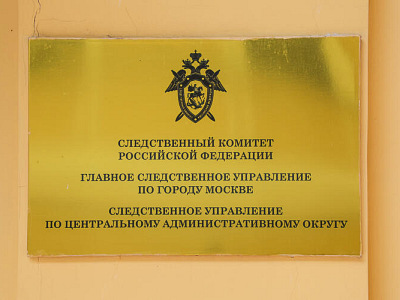 СЛЕДСТВЕННЫЙ КОМИТЕТ
РОССИЙСКОЙ ФЕДЕРАЦИИ
ГЛАВНОЕ СЛЕДСТВЕННОЕ УПРАВЛЕНИЕ
ПО ГОРОДУ МОСКВЕ
СЛЕДСТВЕННОЕ УПРАВЛЕНИЕ
ПО ЦЕНТРАЛЬНОМУ АДМИНИСТРАТИВНОМУ ОКРУГУ